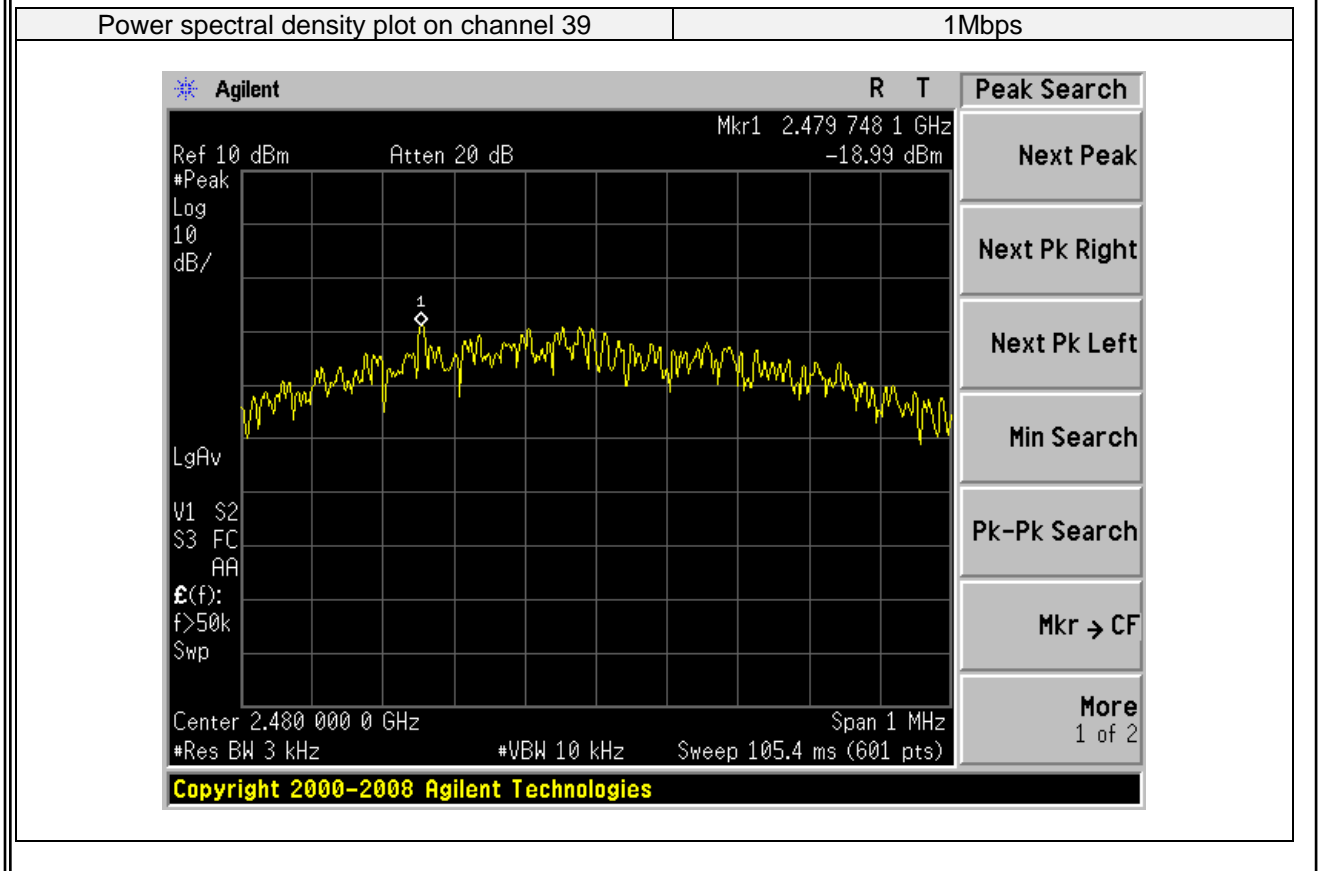 Power spectral density plot on channel 39 1Mbps
Agilent R T Peak Search
Mkr1 2.479 748 1 GHz
Ref 10 dBm Atten 20 dB -18.99 dBm
#Peak
Log
10
dB/
1
LgAv
V1 S2
S3 FC
AA
£(f):
f>50k
Swp
Center 2.480 000 0 GHz Span 1 MHz
#Res BW 3 kHz #VBW 10 kHz Sweep 105.4 ms (601 pts)
Next Peak
Next Pk Right
Next Pk Left
Min Search
Pk-Pk Search
Mkr → CF
More
1 of 2
Copyright 2000-2008 Agilent Technologies